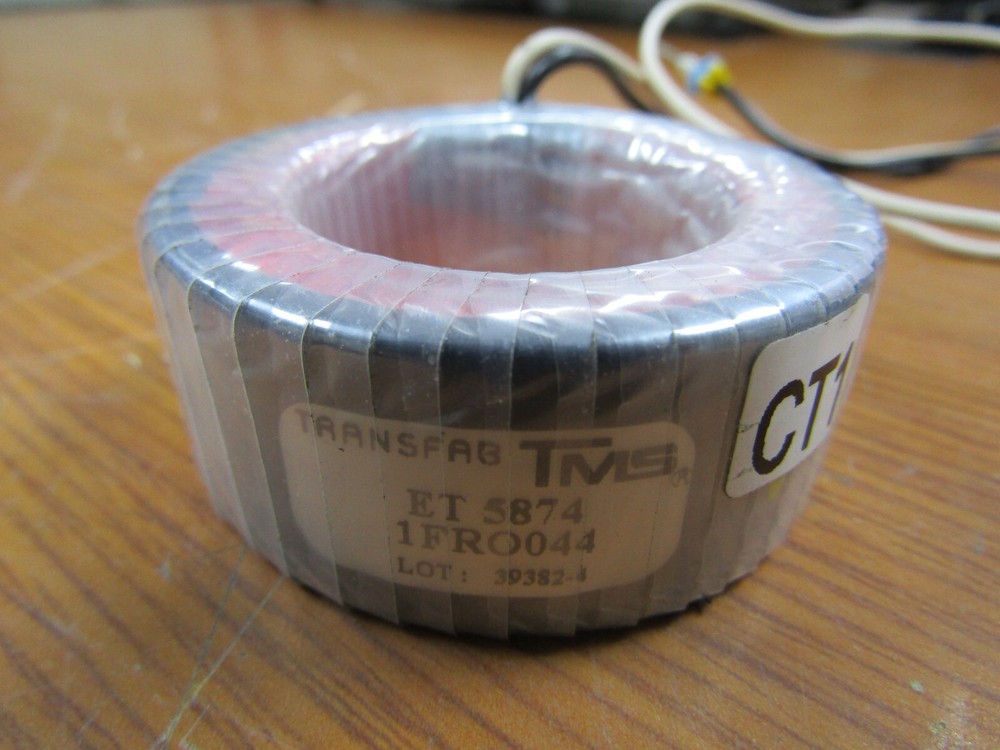 TRANSFAB TMS®
ET 5874
1FRO044
LOT: 39382-4
CT1